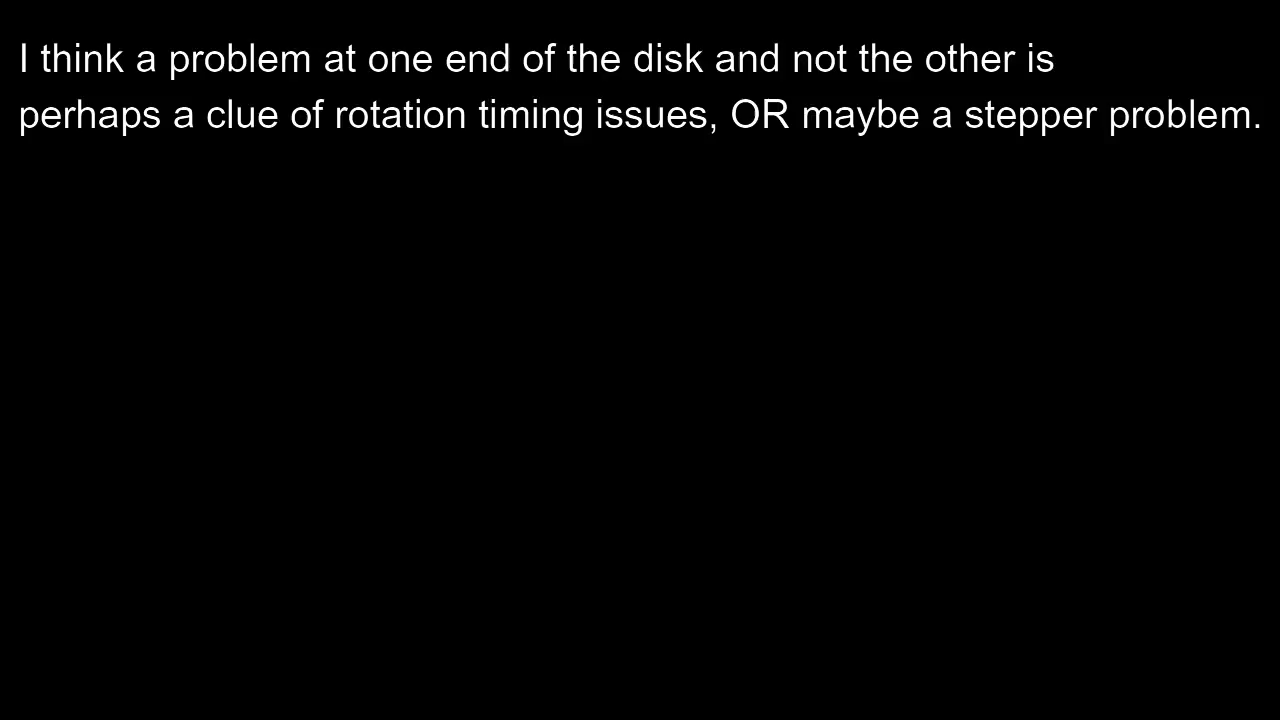 I think a problem at one end of the disk and not the other is
perhaps a clue of rotation timing issues, OR maybe a stepper problem.